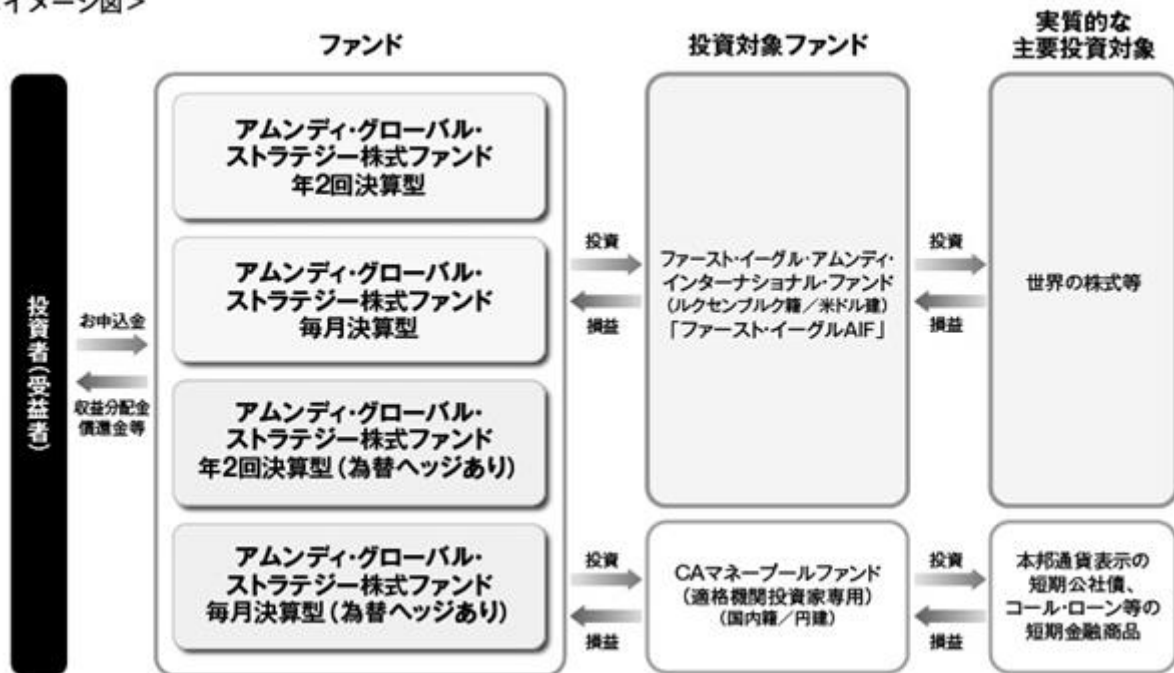 イメージ図>
ファンド
投資対象ファンド
実質的な
主要投資対象
投資者(受益者)
お申込金
収益分配金
償還金等
アムンディ・グローバル・
ストラテジー株式ファンド
年2回決算型
アムンディ・グローバル・
ストラテジー株式ファンド
毎月決算型
アムンディ・グローバル・
ストラテジー株式ファンド
年2回決算型(為替ヘッジあり)
アムンディ・グローバル・
ストラテジー株式ファンド
毎月決算型(為替ヘッジあり)
投資
損益
ファースト・イーグル・アムンディ・
インターナショナル・ファンド
(ルクセンブルク籍/米ドル建)
「ファースト・イーグルAIF」
投資
損益
世界の株式等
投資
損益
CAマネープールファンド
(適格機関投資家専用)
(国内籍/円建)
投資
損益
本邦通貨表示の
短期公社債、
コール・ローン等の
短期金融商品